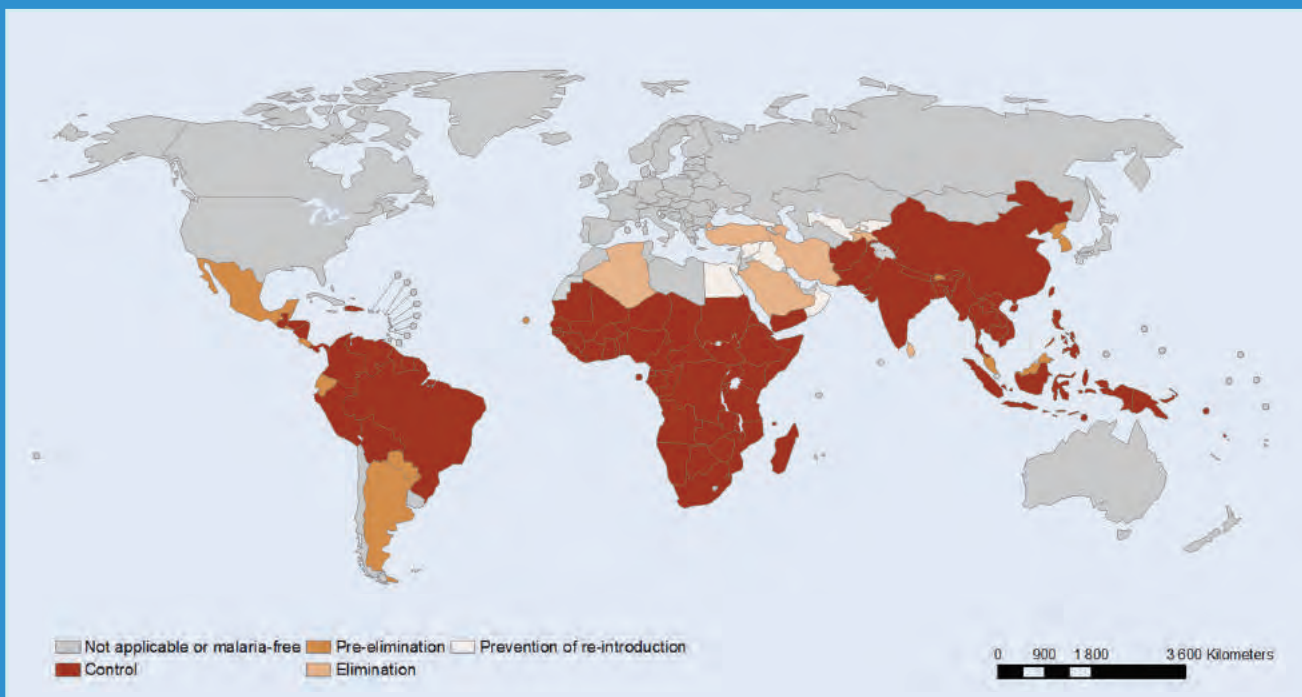 Not applicable or malaria-free Pre-elimination Prevention of re-introduction
Control Elimination
0 900 1 800 3 600 Kilometers